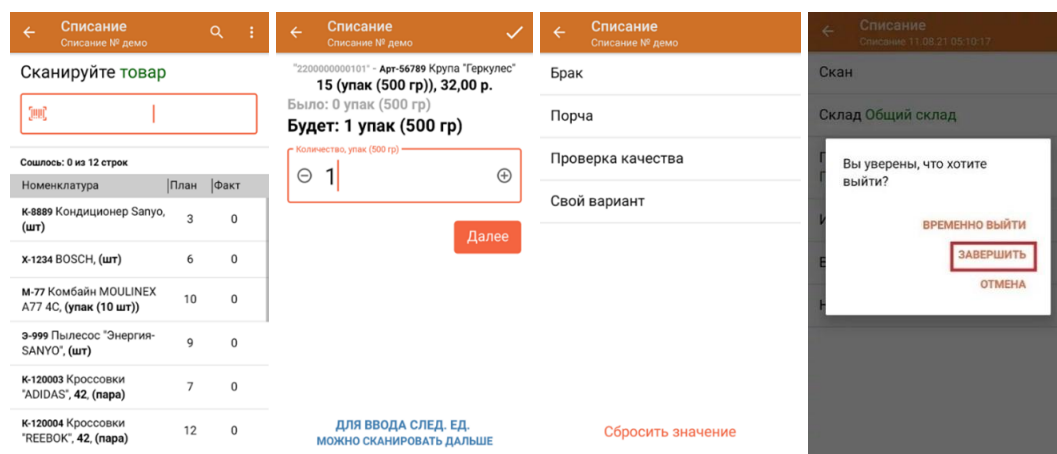 Списание
Списание № демо
Сканируйте товар
Сошлось: 0 из 12 строк
Номенклатура План Факт
К-8889 Кондиционер Sanyo, (шт) 3 0
Х-1234 BOSCH, (шт) 6 0
М-77 Комбайн MOULINEX
А77 4С, (упак (10 шт)) 10 0
Э-999 Пылесос "Энергия-
SANYO", (шт) 9 0
К-120003 Кроссовки
"ADIDAS", 42, (пара) 7 0
К-120004 Кроссовки
"REEBOK", 42, (пара) 12 0
Списание
Списание № демо
"2200000000101" - Арт-56789 Крупа "Геркулес"
15 (упак (500 гр)), 32,00 р.
Было: 0 упак (500 гр)
Будет: 1 упак (500 гр)
Количество, упак (500 гр)
1
Далее
ДЛЯ ВВОДА СЛЕД. ЕД.
МОЖНО СКАНИРОВАТЬ ДАЛЬШЕ
Списание
Списание № демо
Брак
Порча
Проверка качества
Свой вариант
Сбросить значение
Списание
Списание 11.08.21 05:10:17
Скан
Склад Общий склад
Вы уверены, что хотите
выйти?
ВРЕМЕННО ВЫЙТИ
ЗАВЕРШИТЬ
ОТМЕНА